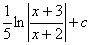 1/5 ln |(x+3)/(x+2)| + c